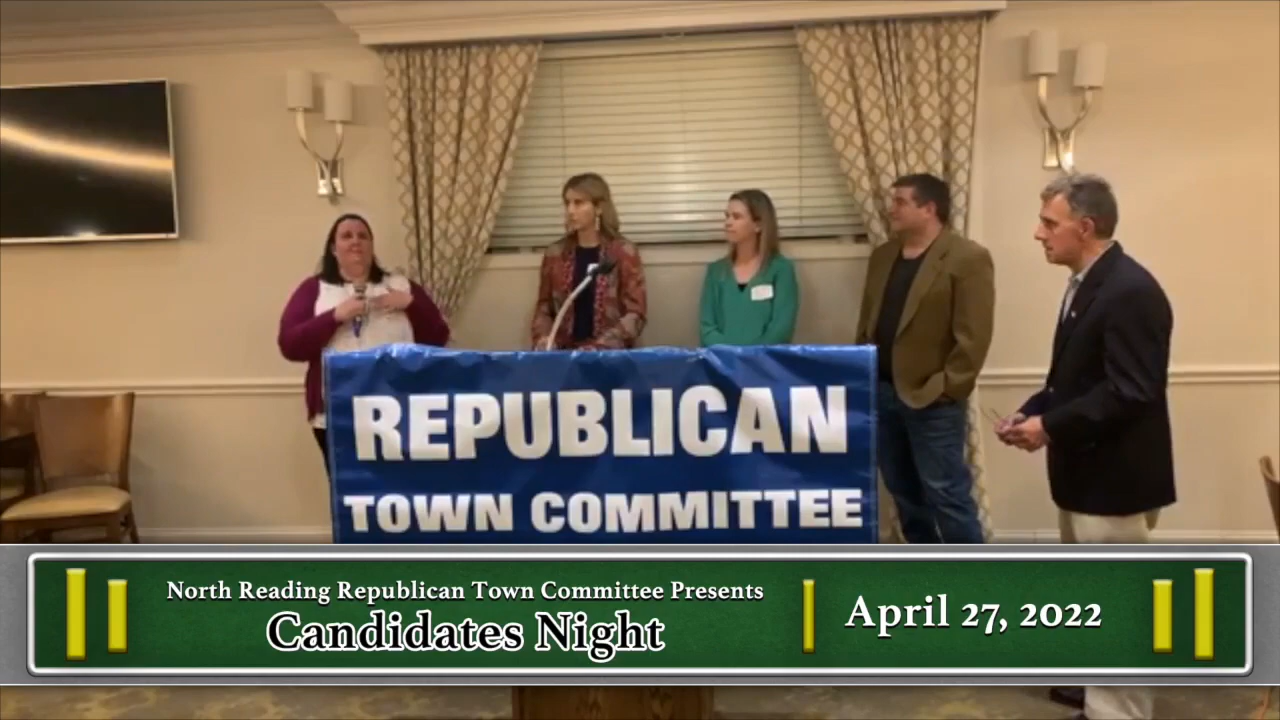 REPUBLICAN
TOWN COMMITTEE
North Reading Republican Town Committee Presents
Candidates Night
April 27, 2022